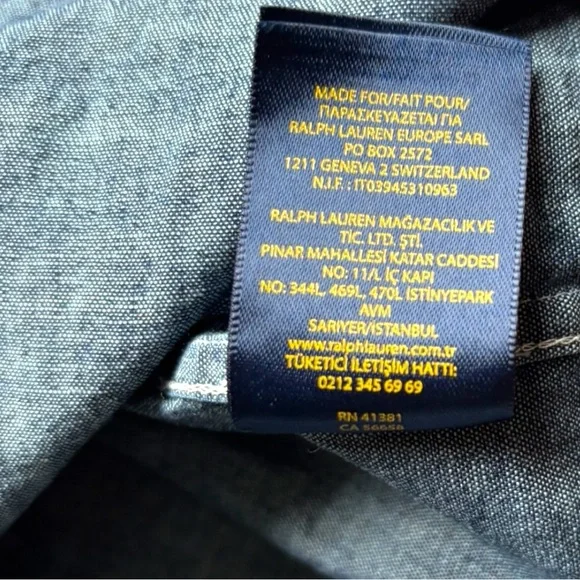 MADE FOR/FAIT POUR/
ΠΑΡΑΣΚΕΥΑΖΕΤΑΙ ΓΙΑ
RALPH LAUREN EUROPE SARL
PO BOX 2572
1211 GENEVA 2 SWITZERLAND
N.I.F. : IT03945310963
RALPH LAUREN MAĞAZACILIK VE
TİC. LTD. ŞTİ.
PINAR MAHALLESİ KATAR CADDESİ
NO: 11/L İÇ KAPI
NO: 344L, 469L, 470L İSTİNYEPARK
AVM
SARIYER/İSTANBUL
www.ralphlauren.com.tr
TÜKETİCİ İLETİŞİM HATTI:
0212 345 69 69
RN 41381
CA 56658